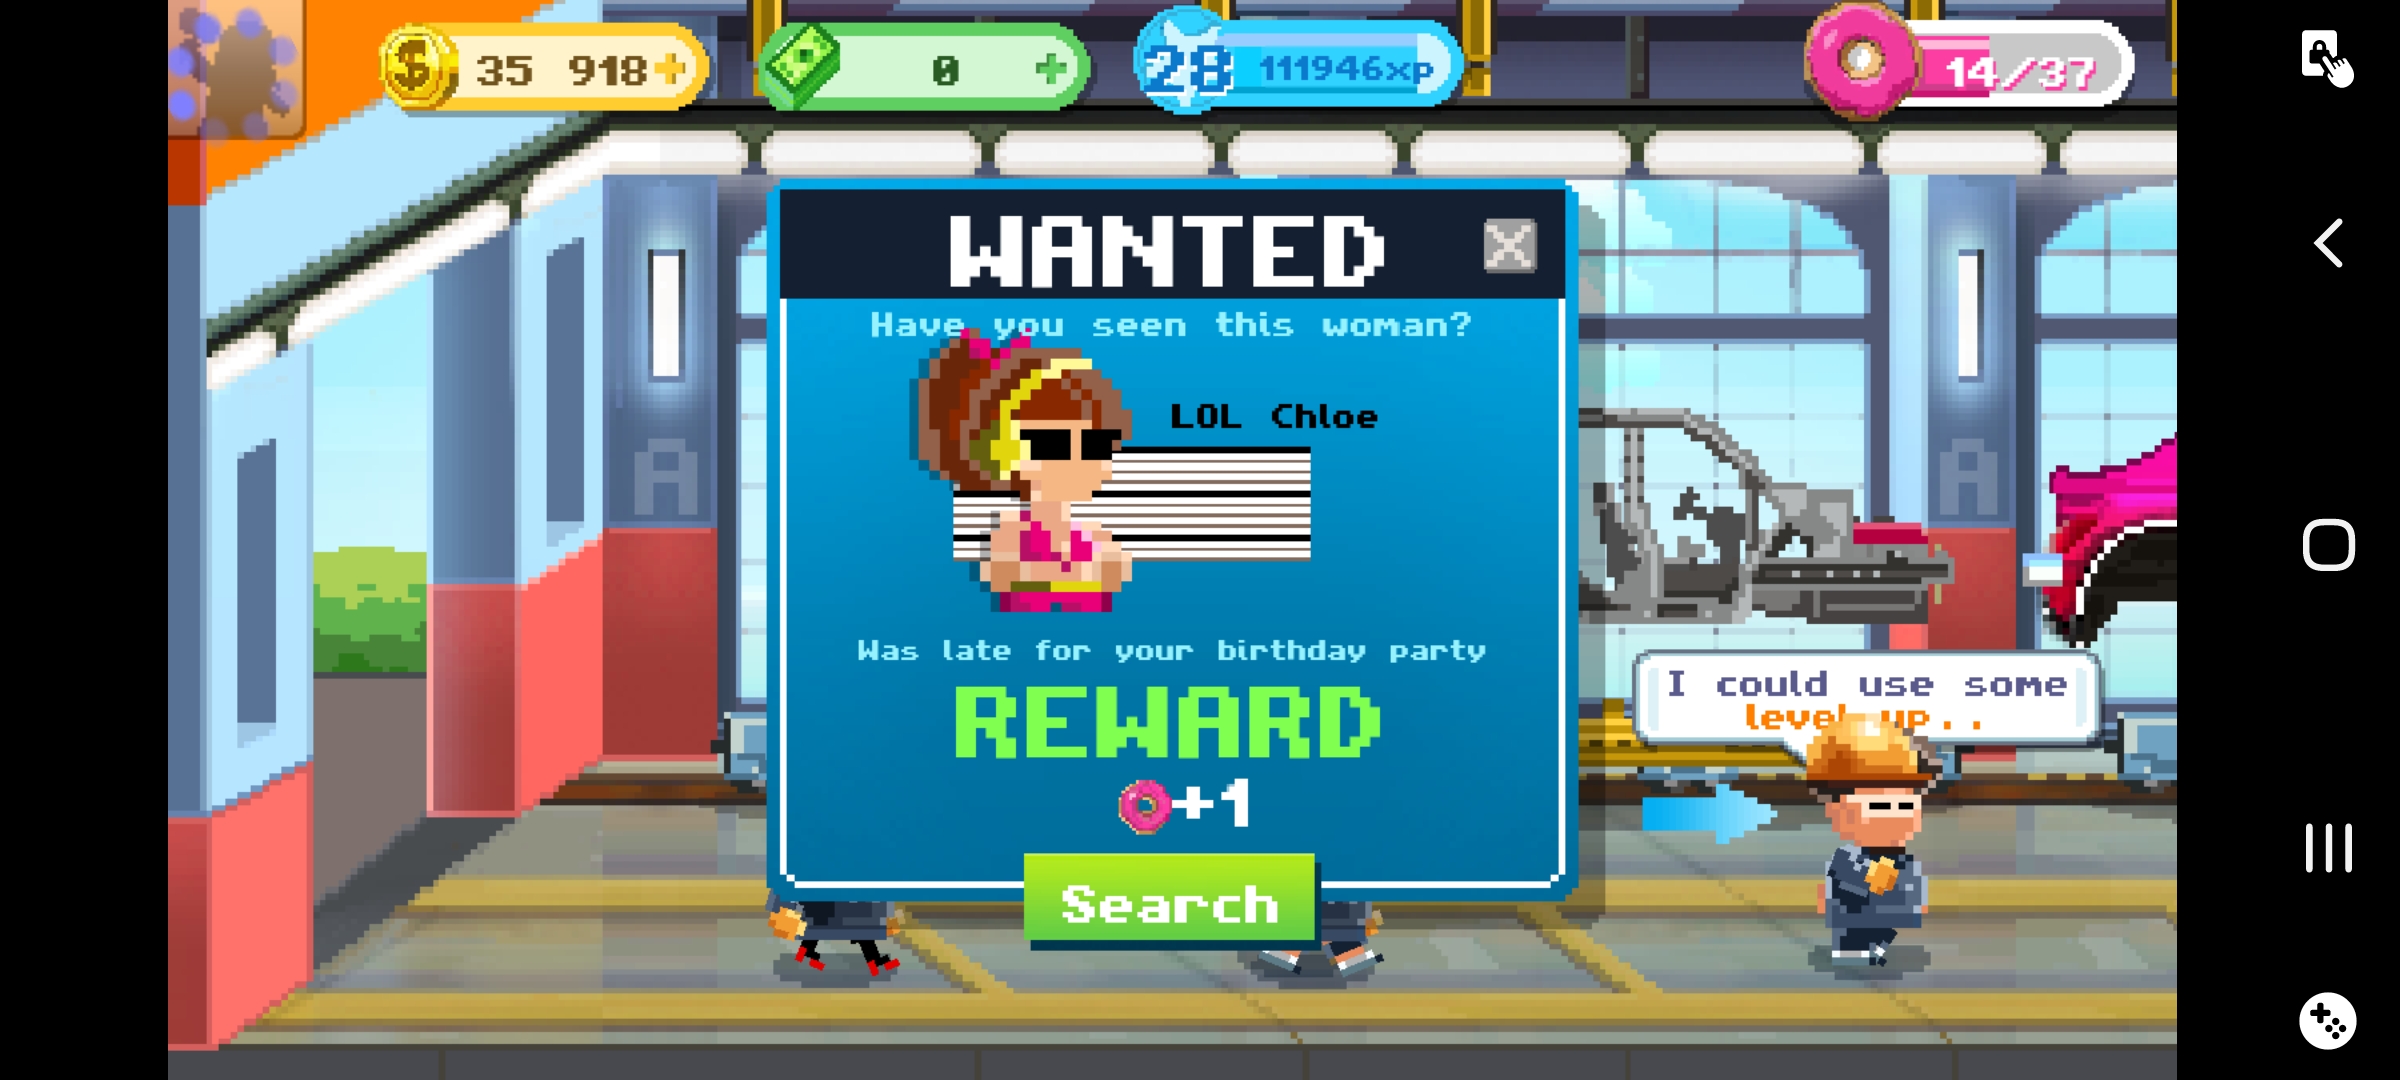 35 918 +
0 +
28 111946xp
14/37
WANTED
Have you seen this woman?
LOL Chloe
Was late for your birthday party
REWARD
+1
Search
I could use some
level up..
A
A